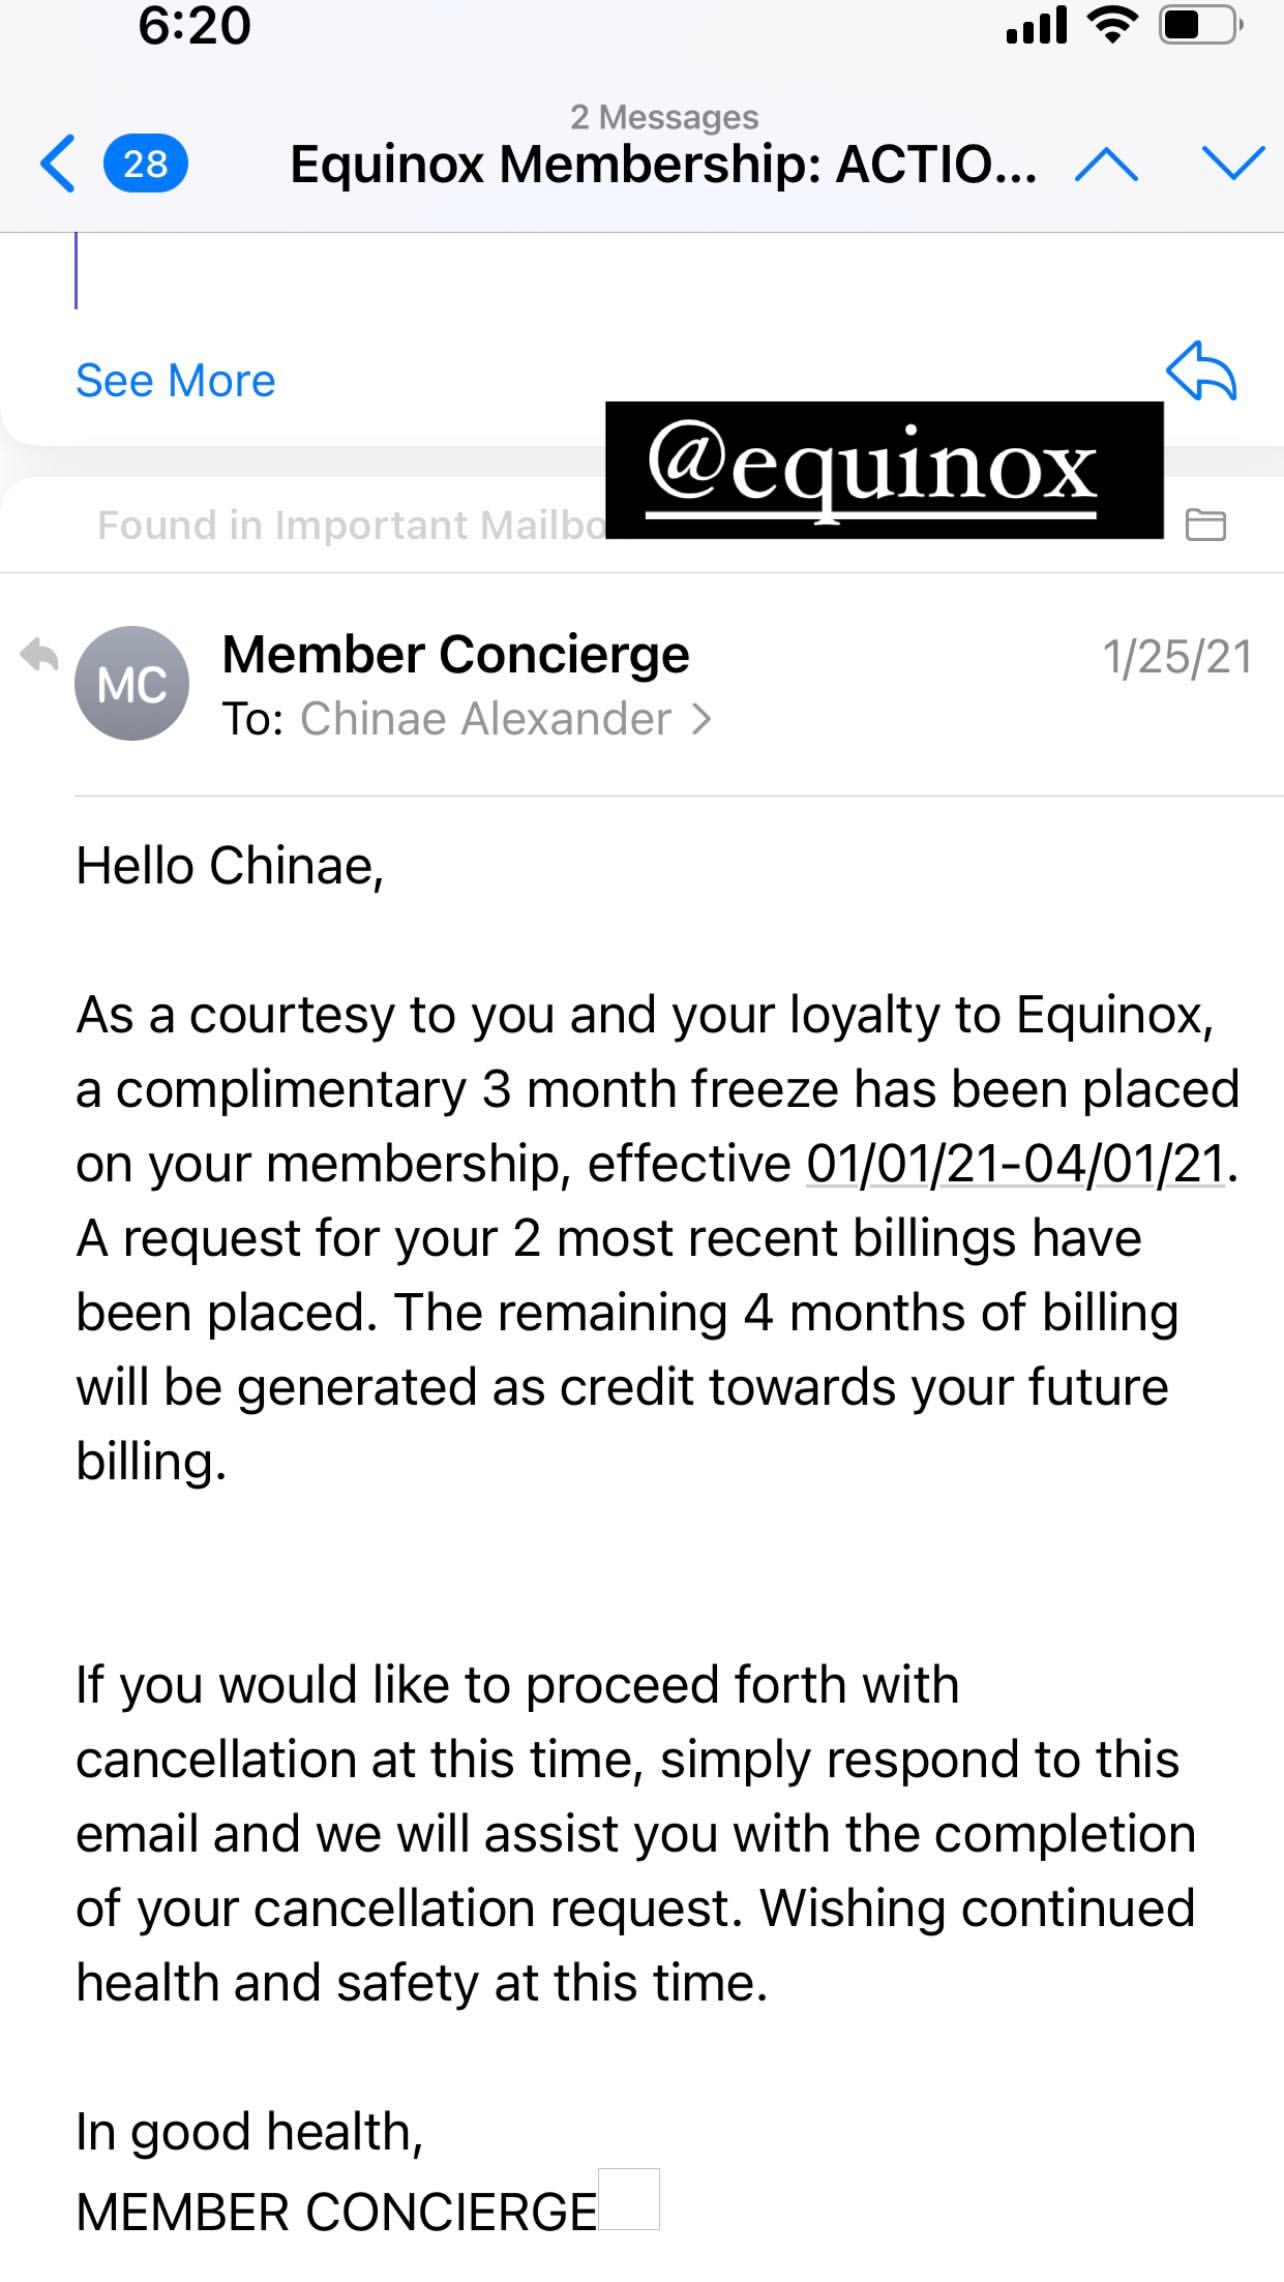 6:20
2 Messages
28
Equinox Membership: ACTIO...
See More
@equinox
Found in Important
MC
Member Concierge
1/25/21
To: Chinae Alexander
Hello Chinae,
As a courtesy to you and your loyalty to Equinox,
a complimentary 3 month freeze has been placed
on your membership, effective 01/01/21-04/01/21.
A request for your 2 most recent billings have
been placed. The remaining 4 months of billing
will be generated as credit towards your future
billing.
If you would like to proceed forth with
cancellation at this time, simply respond to this
email and we will assist you with the completion
of your cancellation request. Wishing continued
health and safety at this time.
In good health,
MEMBER CONCIERGE